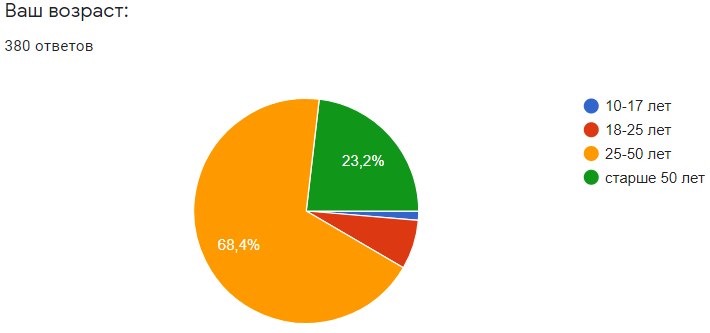 Ваш возраст:
380 ответов
10-17 лет
18-25 лет
25-50 лет
старше 50 лет
23,2%
68,4%